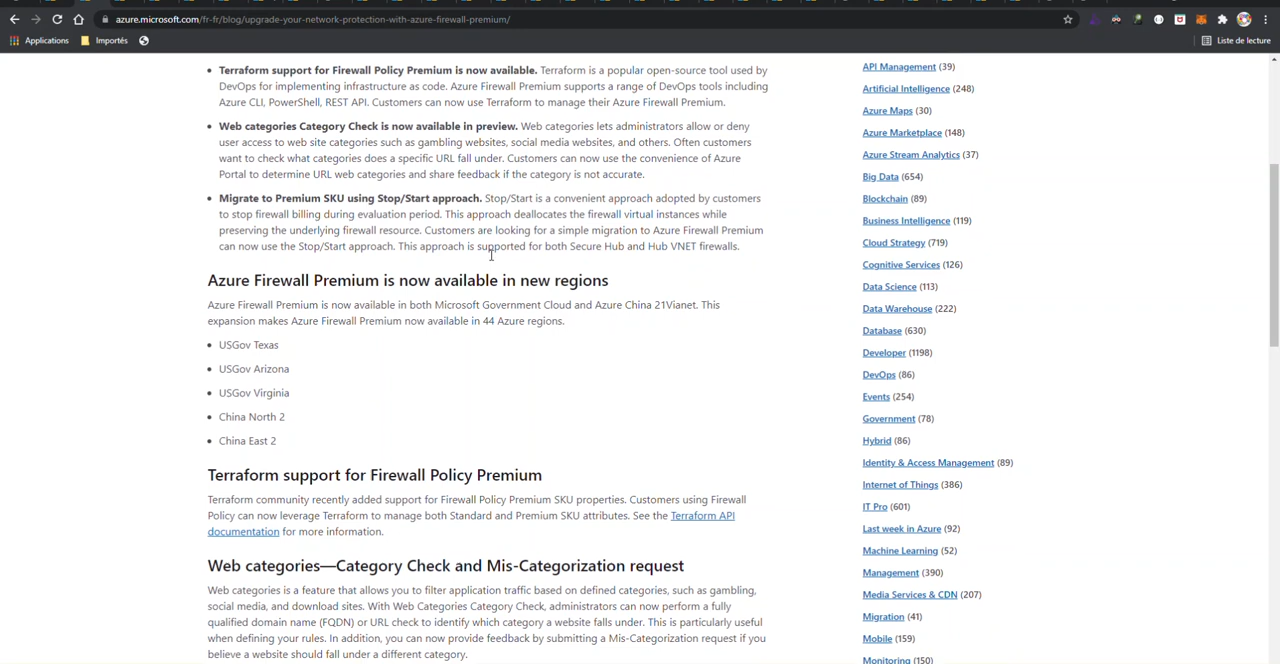 azure.microsoft.com/fr-fr/blog/upgrade-your-network-protection-with-azure-firewall-premium/
Applications
Importés
Liste de lecture
• Terraform support for Firewall Policy Premium is now available. Terraform is a popular open-source tool used by
DevOps for implementing infrastructure as code. Azure Firewall Premium supports a range of DevOps tools including
Azure CLI, PowerShell, REST API. Customers can now use Terraform to manage their Azure Firewall Premium.
• Web categories Category Check is now available in preview. Web categories lets administrators allow or deny
user access to web site categories such as gambling websites, social media websites, and others. Often customers
want to check what categories does a specific URL fall under. Customers can now use the convenience of Azure
Portal to determine URL web categories and share feedback if the category is not accurate.
• Migrate to Premium SKU using Stop/Start approach. Stop/Start is a convenient approach adopted by customers
to stop firewall billing during evaluation period. This approach deallocates the firewall virtual instances while
preserving the underlying firewall resource. Customers are looking for a simple migration to Azure Firewall Premium
can now use the Stop/Start approach. This approach is supported for both Secure Hub and Hub VNET firewalls.
Azure Firewall Premium is now available in new regions
Azure Firewall Premium is now available in both Microsoft Government Cloud and Azure China 21Vianet. This
expansion makes Azure Firewall Premium now available in 44 Azure regions.
• USGov Texas
• USGov Arizona
• USGov Virginia
• China North 2
• China East 2
Terraform support for Firewall Policy Premium
Terraform community recently added support for Firewall Policy Premium SKU properties. Customers using Firewall
Policy can now leverage Terraform to manage both Standard and Premium SKU attributes. See the Terraform API
documentation for more information.
Web categories—Category Check and Mis-Categorization request
Web categories is a feature that allows you to filter application traffic based on defined categories, such as gambling,
social media, and download sites. With Web Categories Category Check, administrators can now perform a fully
qualified domain name (FQDN) or URL check to identify which category a website falls under. This is particularly useful
when defining your rules. In addition, you can now provide feedback by submitting a Mis-Categorization request if you
believe a website should fall under a different category.
API Management (39)
Artificial Intelligence (248)
Azure Maps (30)
Azure Marketplace (148)
Azure Stream Analytics (37)
Big Data (654)
Blockchain (89)
Business Intelligence (119)
Cloud Strategy (719)
Cognitive Services (126)
Data Science (113)
Data Warehouse (222)
Database (630)
Developer (1198)
DevOps (86)
Events (254)
Government (78)
Hybrid (86)
Identity & Access Management (89)
Internet of Things (386)
IT Pro (601)
Last week in Azure (92)
Machine Learning (52)
Management (390)
Media Services & CDN (207)
Migration (41)
Mobile (159)
Monitoring (150)